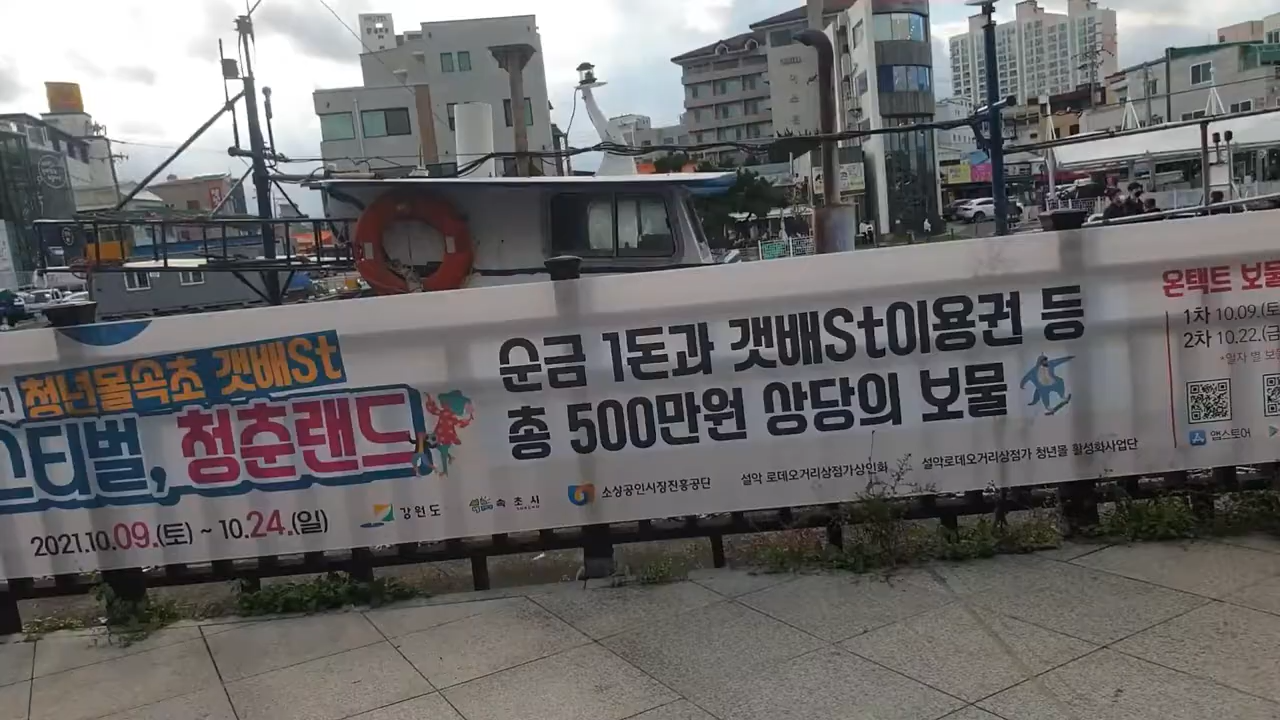 청년몰속초 갯배St
스티벌, 청춘랜드
2021.10.09.(토) ~ 10.24.(일)
강원도
속초시
소상공인시장진흥공단
설악 로데오거리상점가상인회
설악로데오거리상점가 청년몰 활성화사업단
순금 1돈과 갯배St이용권 등
총 500만원 상당의 보물
온택트 보물
1차 10.09.(토
2차 10.22.(금
앱스토어